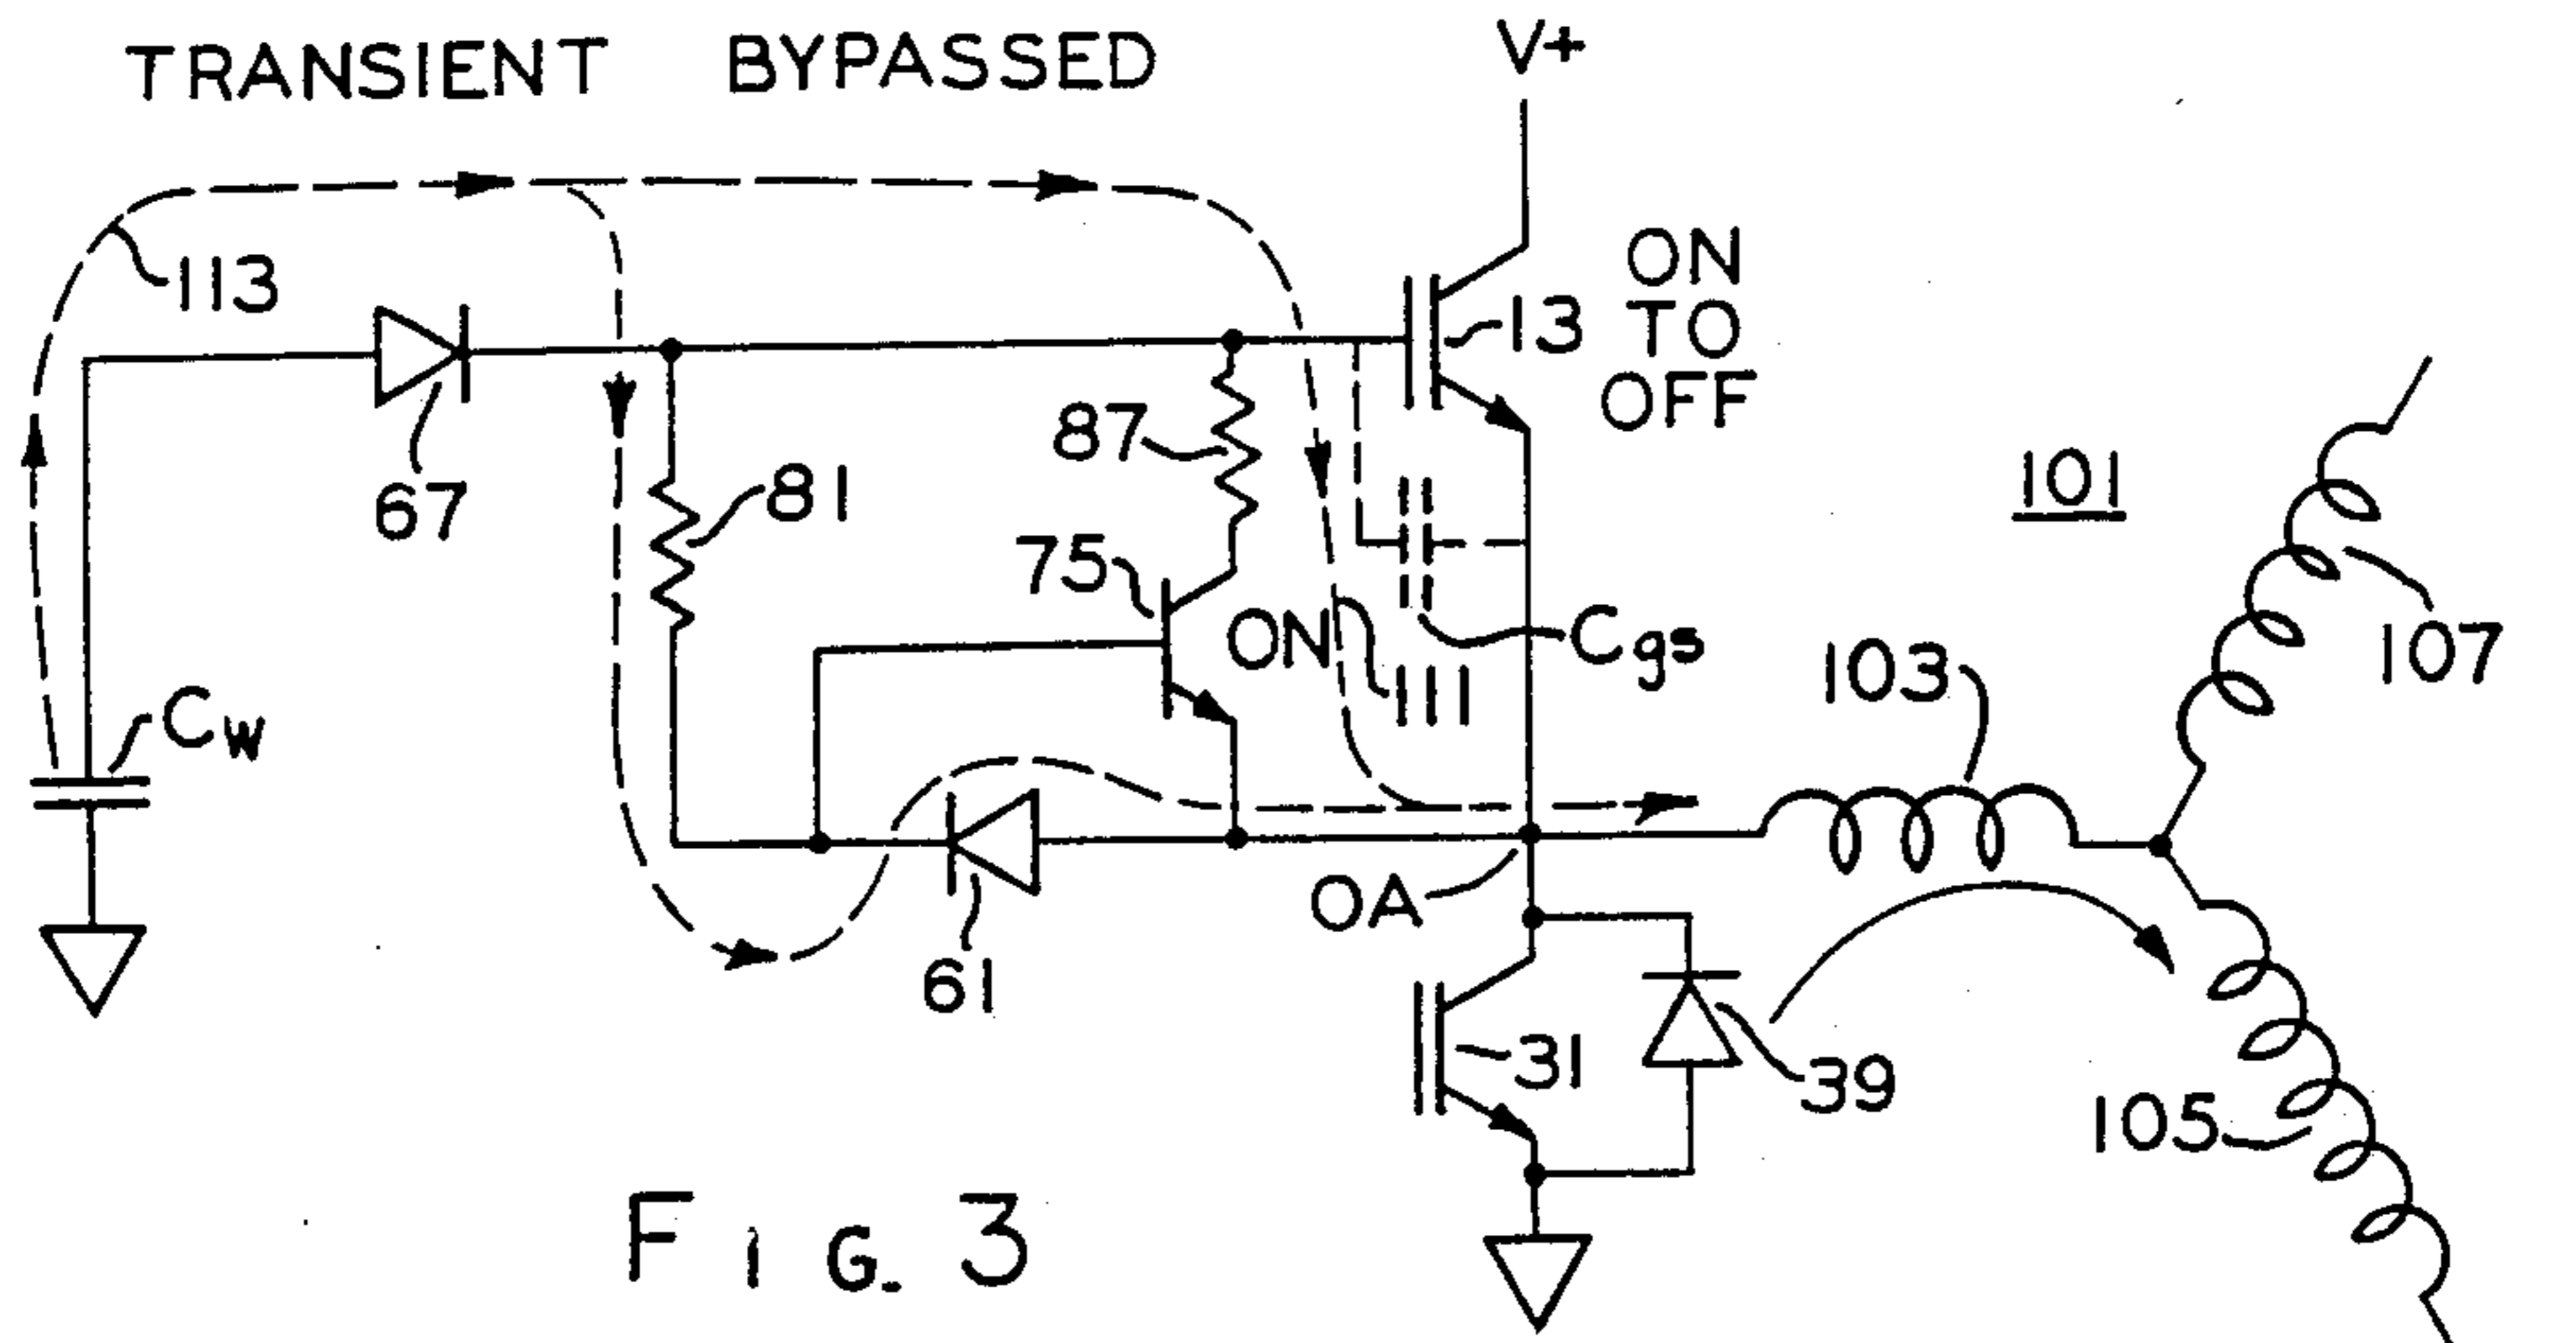 TRANSIENT BYPASSED
V+
113
13
ON
TO
OFF
67
81
87
75
ON
111
Cgs
Cw
101
103
107
OA
61
31
39
105
FIG. 3